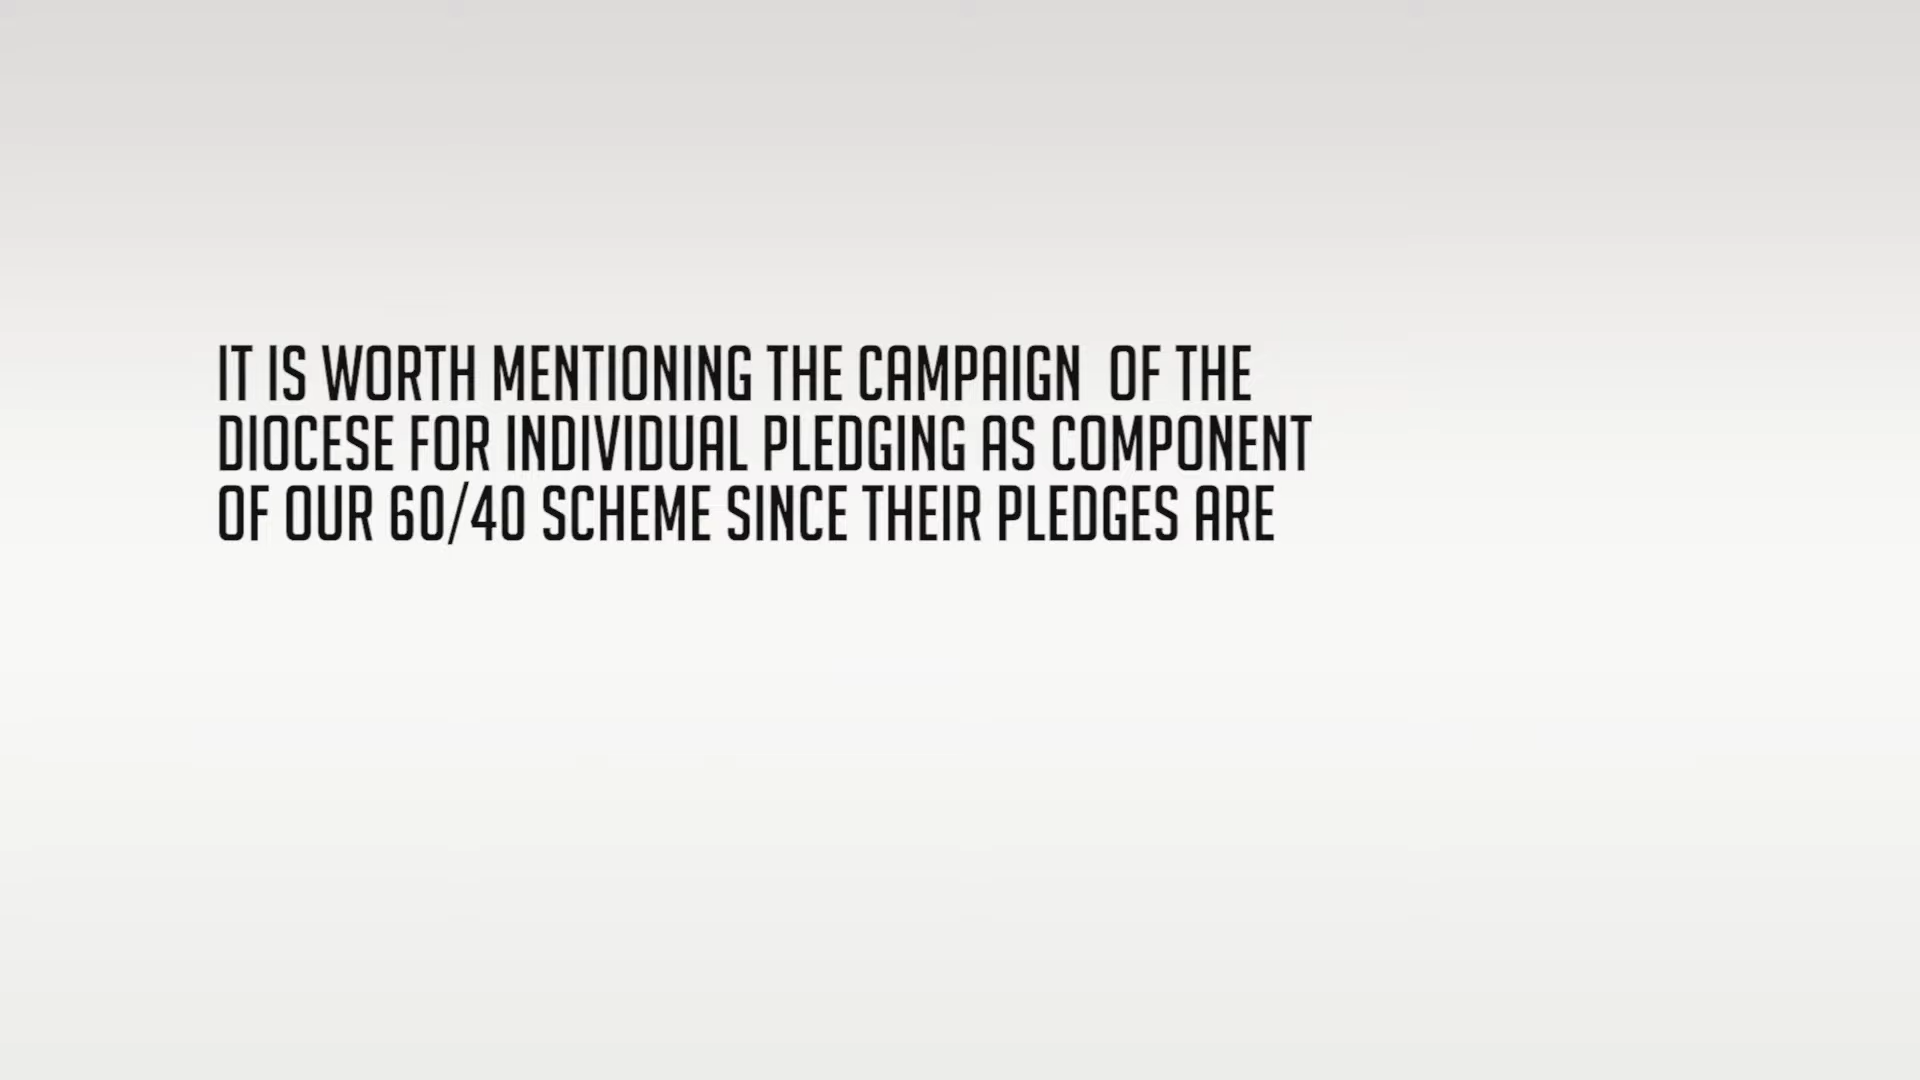 IT IS WORTH MENTIONING THE CAMPAIGN  OF THE
DIOCESE FOR INDIVIDUAL PLEDGING AS COMPONENT
OF OUR 60/40 SCHEME SINCE THEIR PLEDGES ARE